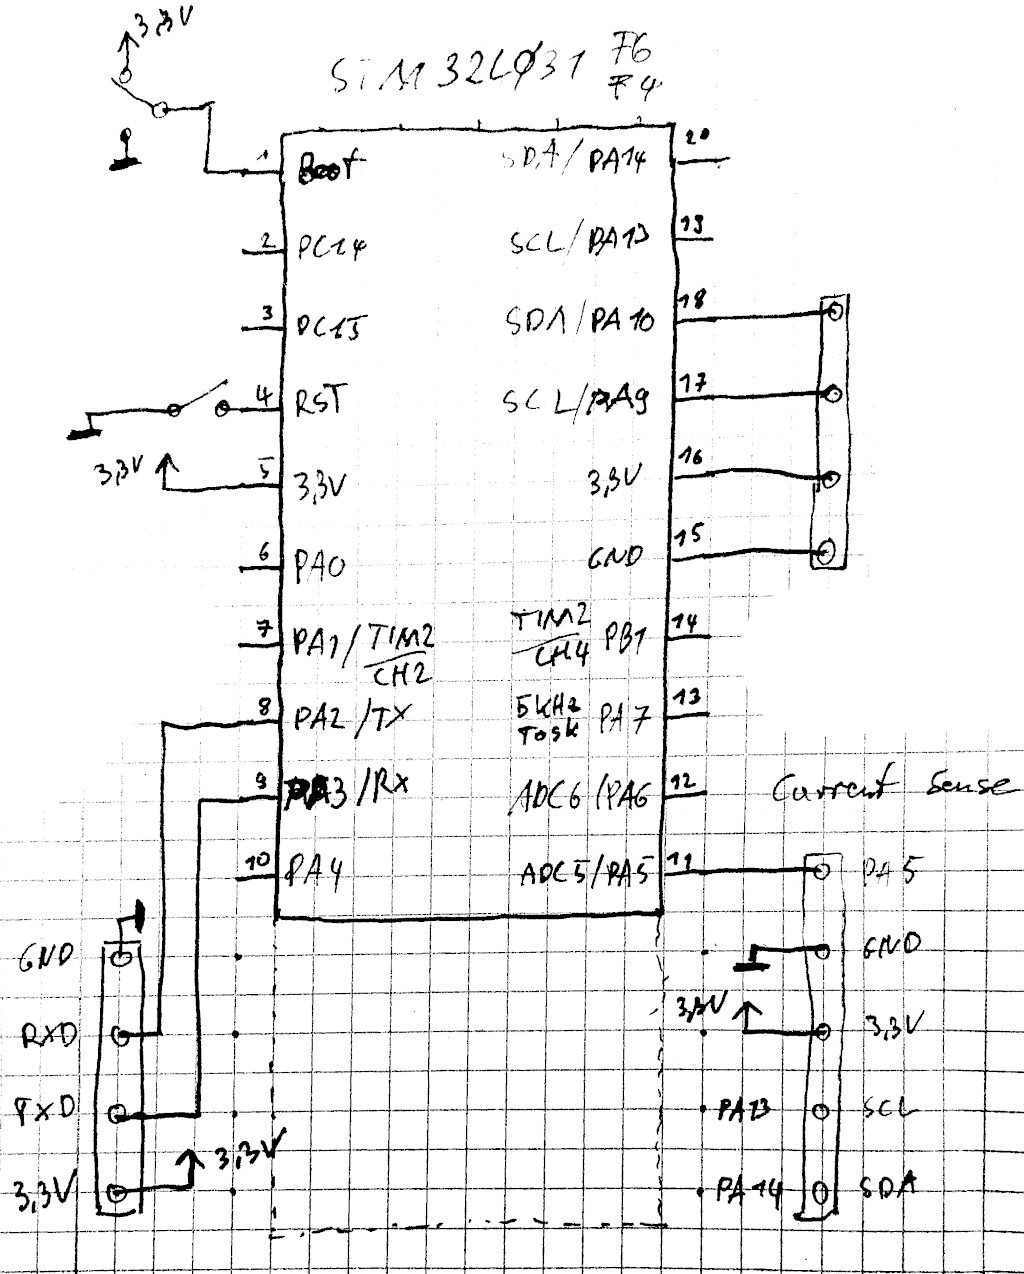 3,3V
STM32LØ31 F6
F4
1 Boot
SDA/PA14 20
2 PC14
SCL/PA13 19
3 PC15
SDA/PA10 18
4 RST
SCL/PA9 17
3,3V
5 3,3V
3,3V 16
6 PA0
GND 15
7 PA1/TIM2
CH2
TIM2
CH4 PB1 14
8 PA2/TX
5KHz
Task PA7 13
9 PA3/RX
ADC6/PA6 12
Current Sense
10 PA4
ADC5/PA5 11
PA5
GND
GND
3,3V
RXD
3,3V
TXD
PA13 SCL
3,3V
3,3V
PA14 SDA